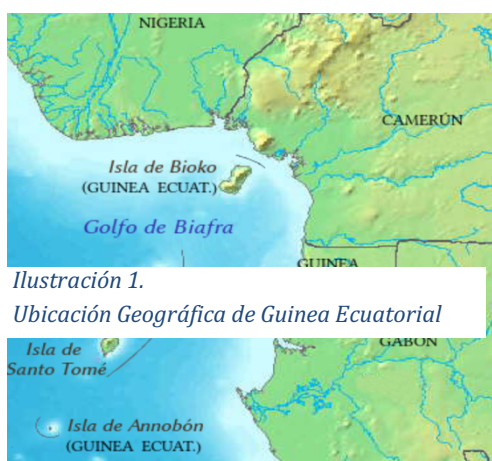 NIGERIA
CAMERÚN
Isla de Bioko
(GUINEA ECUAT.)
Golfo de Biafra
GUINEA
Ilustración 1.
Ubicación Geográfica de Guinea Ecuatorial
GABÓN
Isla de
Santo Tomé
Isla de Annobón
(GUINEA ECUAT.)